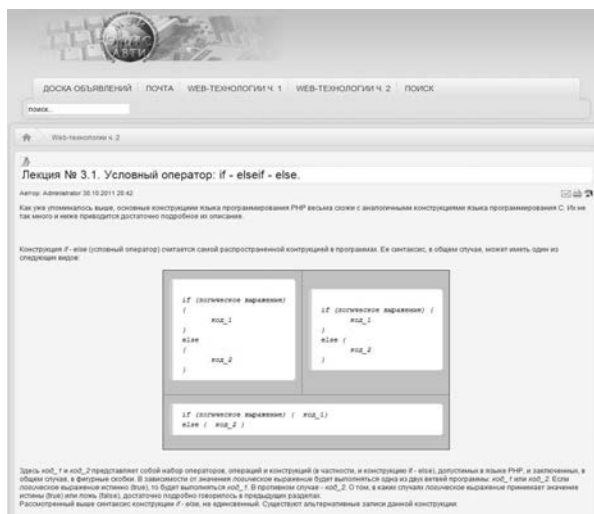 ДОСКА ОБЪЯВЛЕНИЙ ПОЧТА WEB-ТЕХНОЛОГИИ Ч. 1 WEB-ТЕХНОЛОГИИ Ч. 2 ПОИСК
поиск...
Web-технологии ч. 2
Лекция № 3.1. Условный оператор: if - elseif - else.
Автор: Administrator 30.10.2011 20:42
Как уже упоминалось выше, основные конструкциии языка программирования PHP весьма схожи с аналогичными конструкциями языка программирования C. Их не
так много и ниже приводится достаточно подробное их описание.
Конструкция if - else (условный оператор) считается самой распространенной контрукцией в программах. Ее синтаксис, в общем случае, может иметь один из
следующих видов:
if (логическое выражение)
{
код_1
}
else
{
код_2
}
if (логическое выражение) {
код_1
}
else {
код_2
}
if (логическое выражение) { код_1}
else { код_2 }
Здесь код_1 и код_2 представляет собой набор операторов, операций и конструкций (в частности, и конструкцию if - else), допустимых в языке PHP, и заключенных, в
общем случае, в фигурные скобки. В зависимости от значения логическое выражение будет выполняться одна из двух ветвей программы: код_1 или код_2. Если
логическое выражение истинно (true), то будет выполняться код_1. В противном случае - код_2. О том, в каких случаях логическое выражение принимает значение
истины (true) или ложь (false), достаточно подробно говорилось в предыдущих разделах.
Рассмотренный выше синтаксис конструкции if - else, не единсвенный. Существуют альтернативные записи данной конструкции: